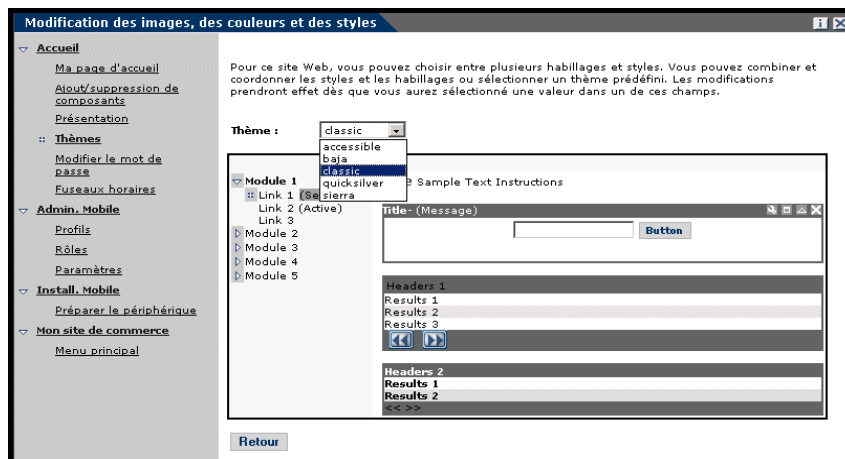 Modification des images, des couleurs et des styles
Accueil
Ma page d'accueil
Ajout/suppression de
composants
Présentation
Thèmes
Modifier le mot de
passe
Fuseaux horaires
Admin. Mobile
Profils
Rôles
Paramètres
Install. Mobile
Préparer le périphérique
Mon site de commerce
Menu principal
Pour ce site Web, vous pouvez choisir entre plusieurs habillages et styles. Vous pouvez combiner et
coordonner les styles et les habillages ou sélectionner un thème prédéfini. Les modifications
prendront effet dès que vous aurez sélectionné une valeur dans un de ces champs.
Thème : classic
accessible
baja
classic
quicksilver
sierra
Module 1
Link 1 (Se
Link 2 (Active)
Link 3
Module 2
Module 3
Module 4
Module 5
Sample Text Instructions
Title- (Message)
Button
Headers 1
Results 1
Results 2
Results 3
Headers 2
Results 1
Results 2
<< >>
Retour